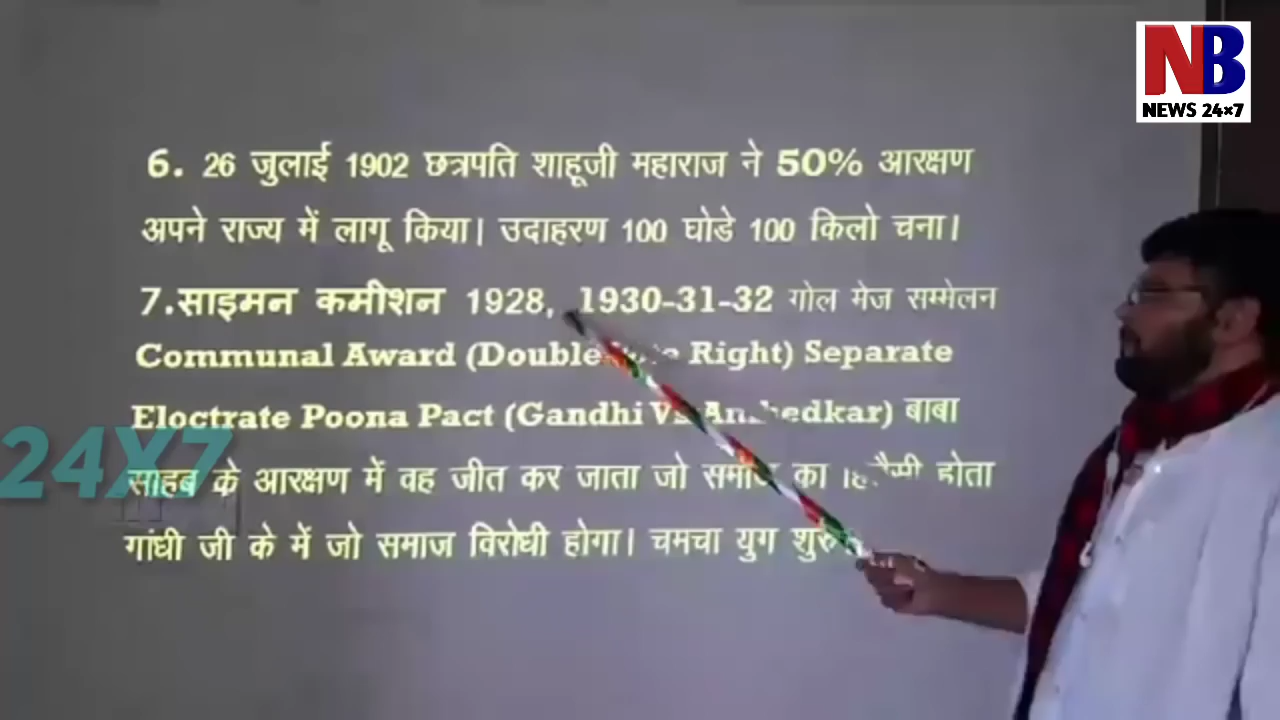 NB
NEWS 24×7
6. 26 जुलाई 1902 छत्रपति शाहूजी महाराज ने 50% आरक्षण
अपने राज्य में लागू किया। उदाहरण 100 घोडे 100 किलो चना।
7.साइमन कमीशन 1928, 1930-31-32 गोल मेज सम्मेलन
Communal Award (Double Right) Separate
Eloctrate Poona Pact (Gandhi Vs Ambedkar) बाबा
24X7
साहब के आरक्षण में वह जीत कर जाता जो समाज का होता
गांधी जी के में जो समाज विरोधी होगा। चमचा युग शुरु